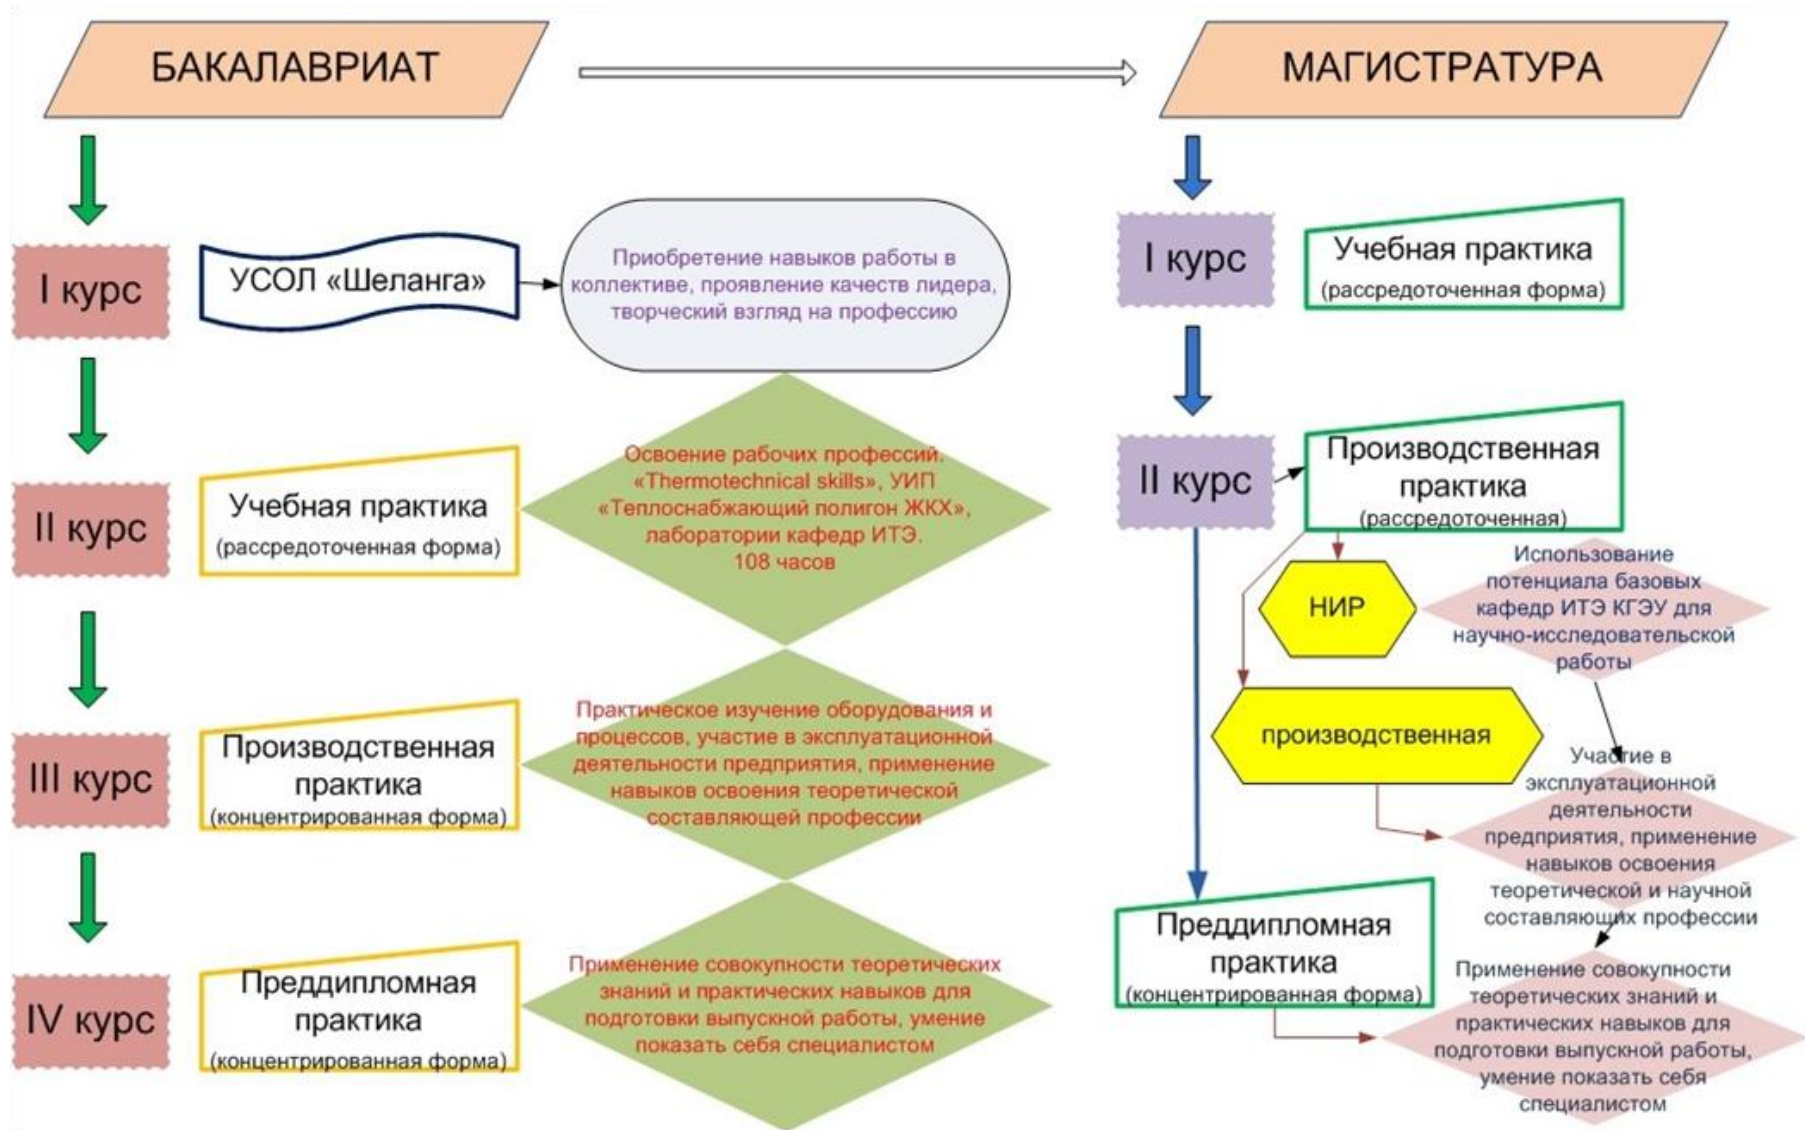 БАКАЛАВРИАТ
МАГИСТРАТУРА
I курс
УСОЛ «Шеланга»
Приобретение навыков работы в
коллективе, проявление качеств лидера,
творческий взгляд на профессию
II курс
Учебная практика
(рассредоточенная форма)
Освоение рабочих профессий.
«Thermotechnical skills», УИП
«Теплоснабжающий полигон ЖКХ»,
лаборатории кафедр ИТЭ.
108 часов
III курс
Производственная
практика
(концентрированная форма)
Практическое изучение оборудования и
процессов, участие в эксплуатационной
деятельности предприятия, применение
навыков освоения теоретической
составляющей профессии
IV курс
Преддипломная
практика
(концентрированная форма)
Применение совокупности теоретических
знаний и практических навыков для
подготовки выпускной работы, умение
показать себя специалистом
I курс
Учебная практика
(рассредоточенная форма)
II курс
Производственная
практика
(рассредоточенная)
НИР
Использование
потенциала базовых
кафедр ИТЭ КГЭУ для
научно-исследовательской
работы
производственная
Участие в
эксплуатационной
деятельности
предприятия, применение
навыков освоения
теоретической и научной
составляющих профессии
Преддипломная
практика
(концентрированная форма)
Применение совокупности
теоретических знаний и
практических навыков для
подготовки выпускной работы,
умение показать себя
специалистом